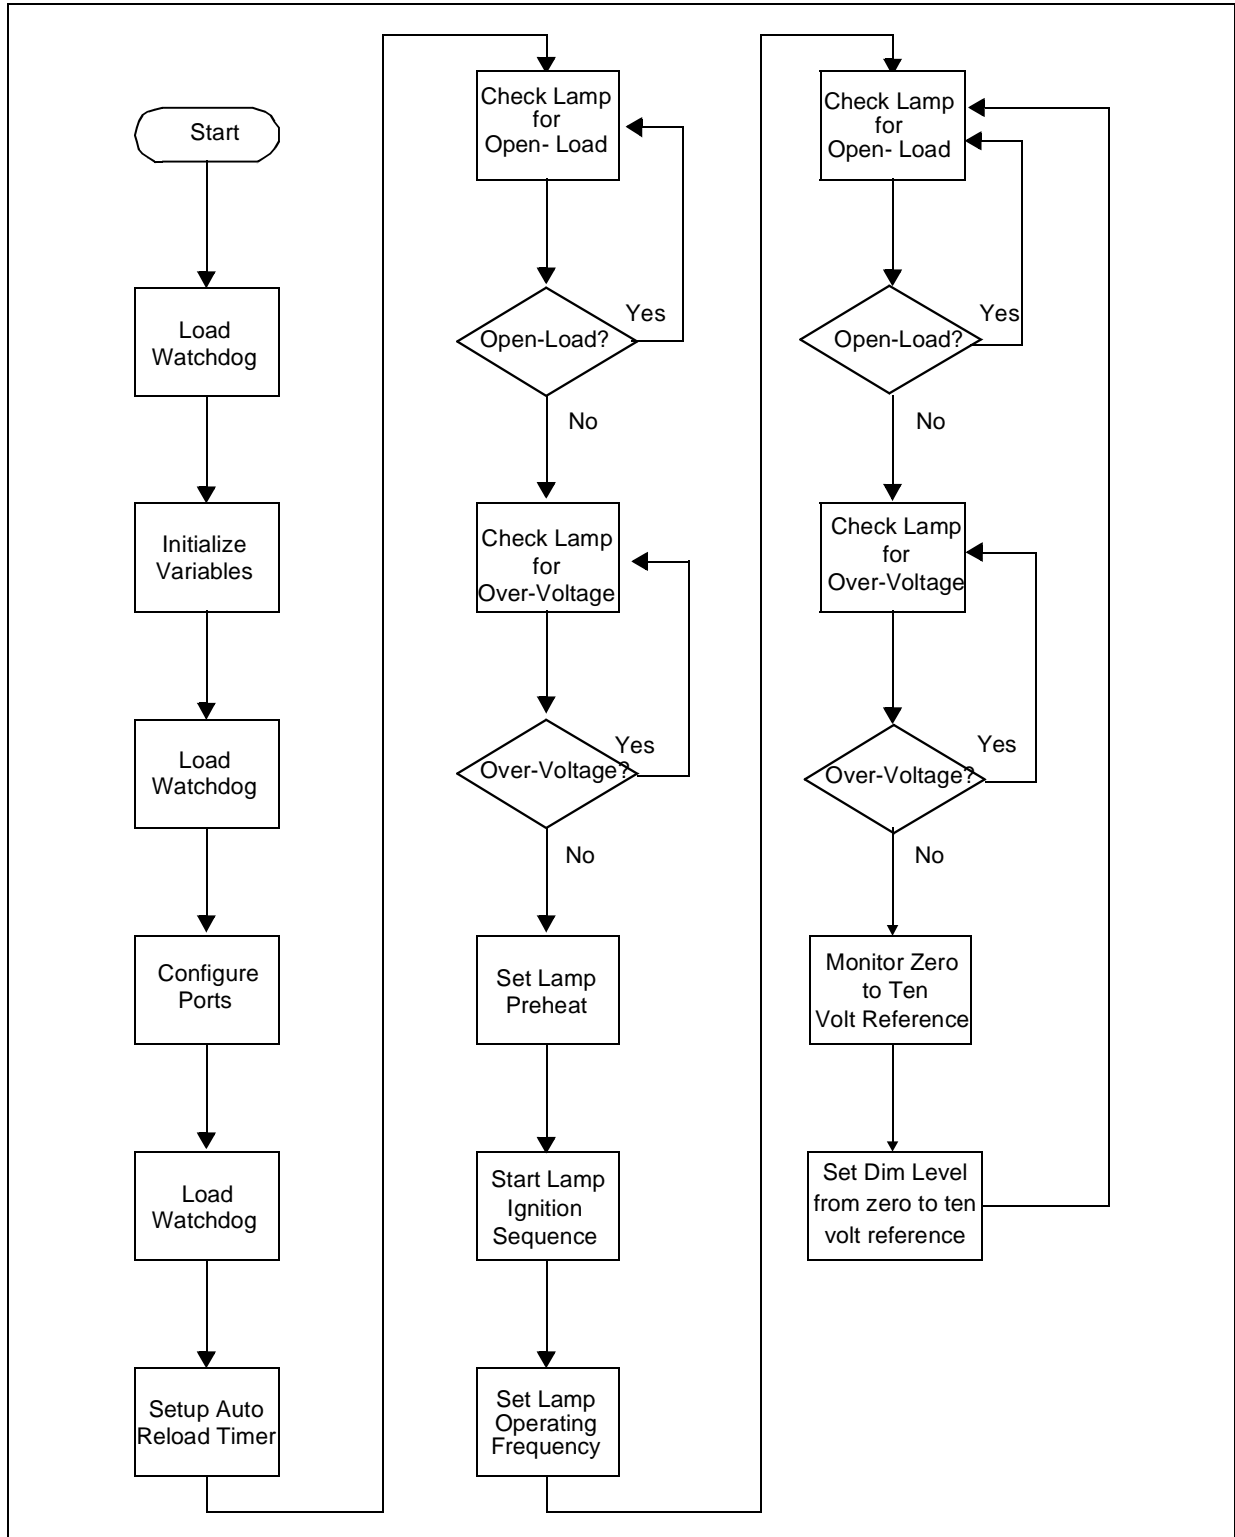 Start
Load
Watchdog
Initialize
Variables
Load
Watchdog
Configure
Ports
Load
Watchdog
Setup Auto
Reload Timer
Check Lamp
for
Open- Load
Open-Load?
Yes
No
Check Lamp
for
Over-Voltage
Over-Voltage?
Yes
No
Set Lamp
Preheat
Start Lamp
Ignition
Sequence
Set Lamp
Operating
Frequency
Check Lamp
for
Open- Load
Open-Load?
Yes
No
Check Lamp
for
Over-Voltage
Over-Voltage?
Yes
No
Monitor Zero
to Ten
Volt Reference
Set Dim Level
from zero to ten
volt reference